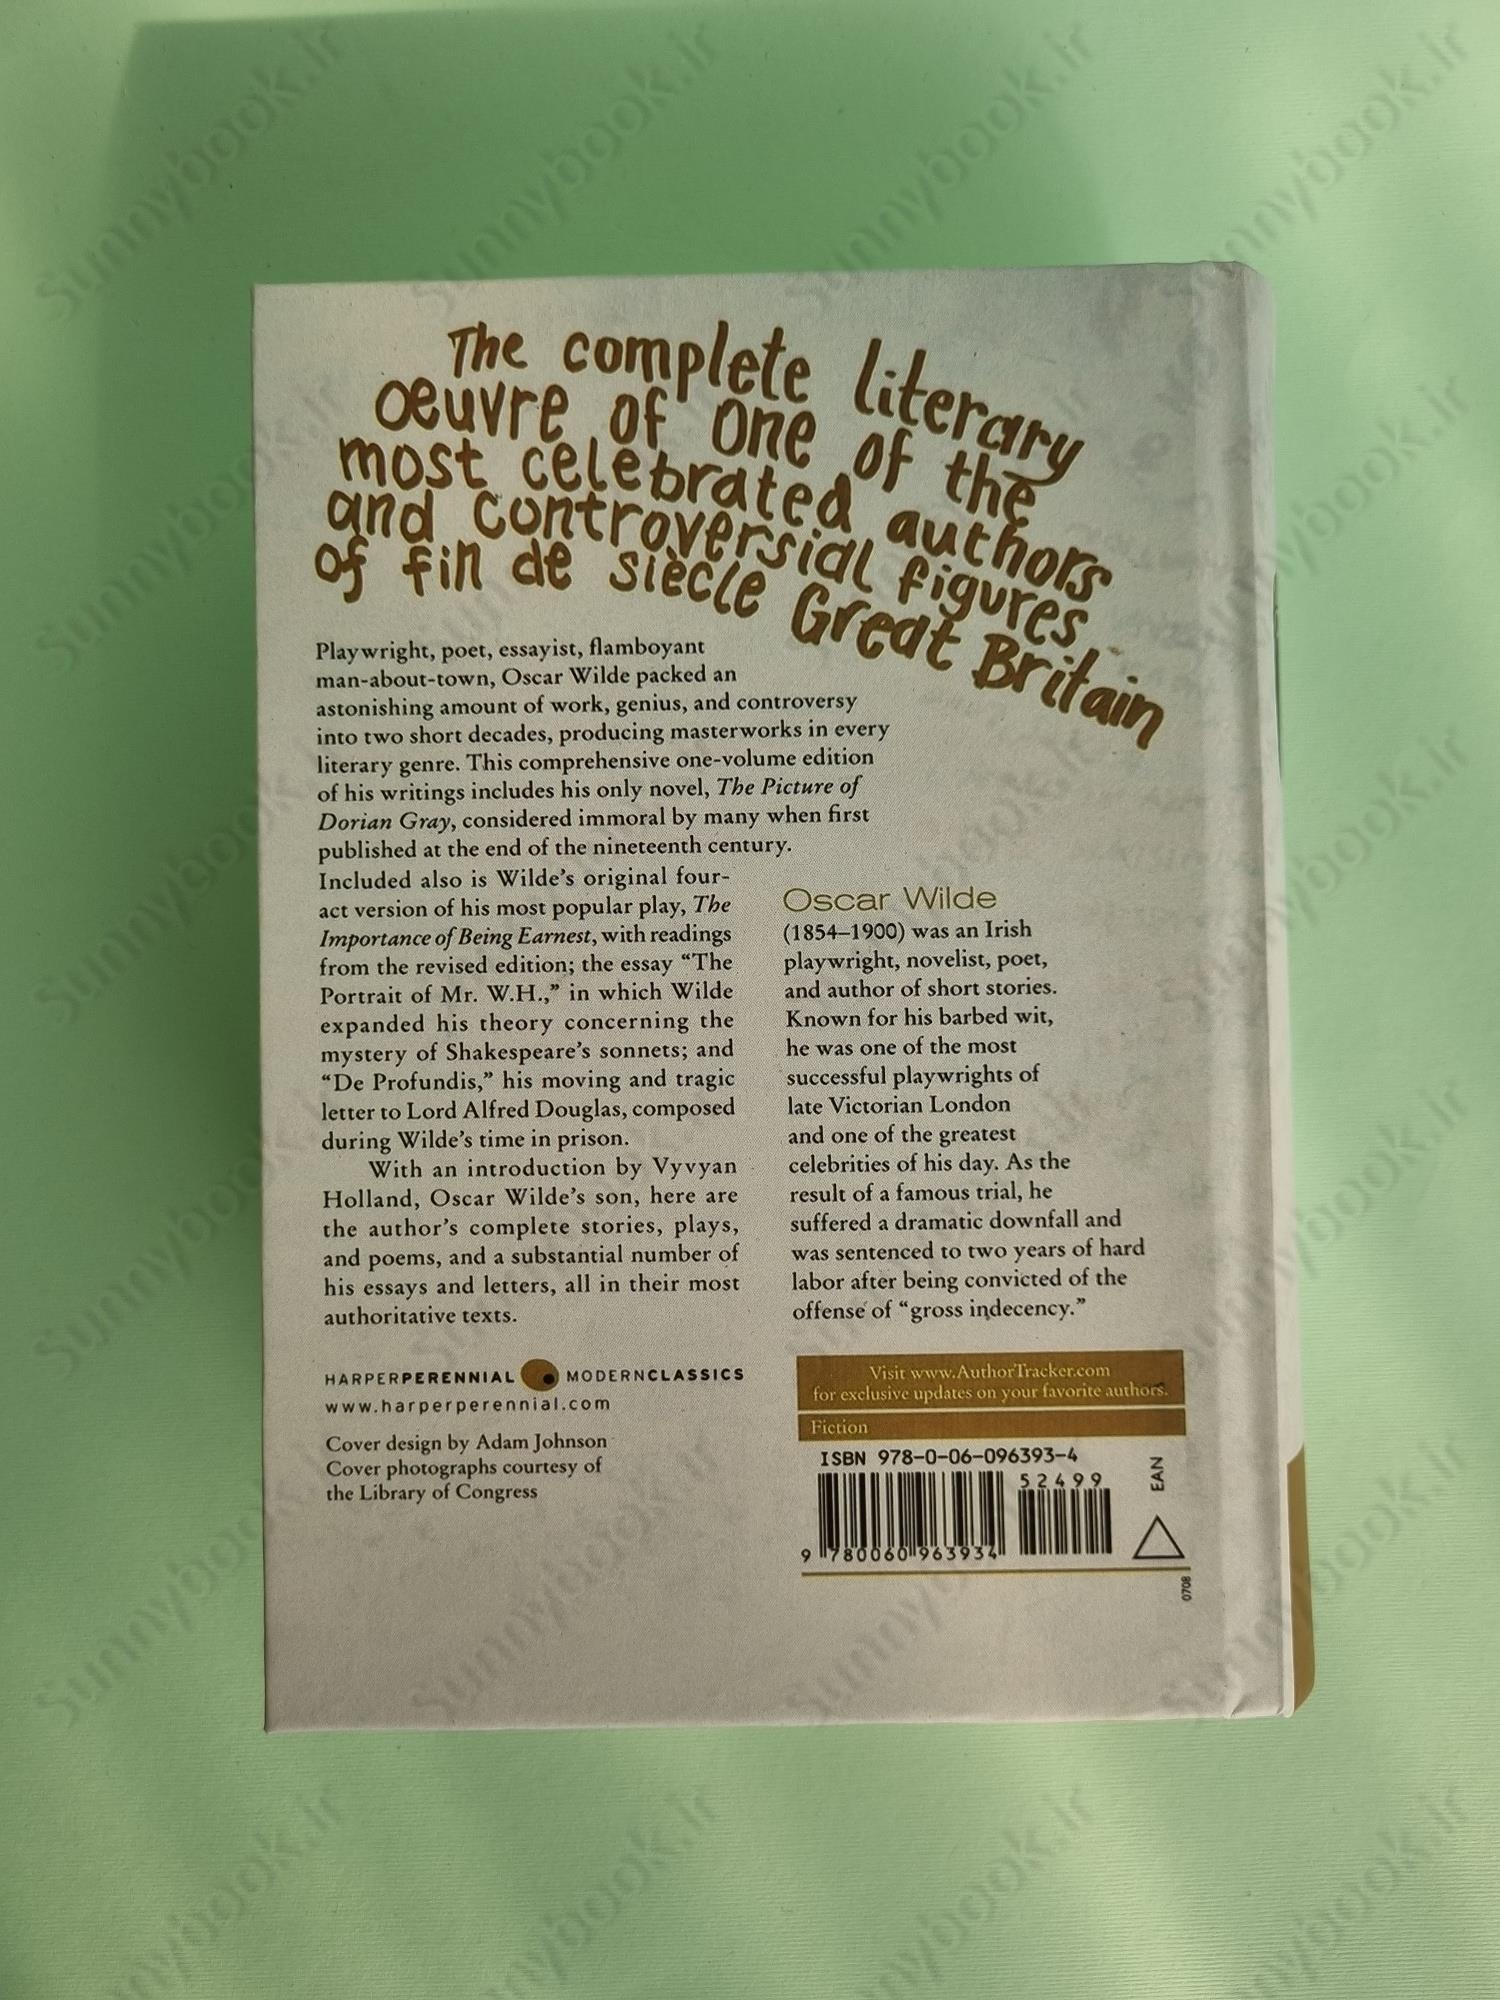 The complete literary
oeuvre of one of the
most celebrated authors
and controversial figures
of fin de siècle Great Britain
Playwright, poet, essayist, flamboyant
man-about-town, Oscar Wilde packed an
astonishing amount of work, genius, and controversy
into two short decades, producing masterworks in every
literary genre. This comprehensive one-volume edition
of his writings includes his only novel, The Picture of
Dorian Gray, considered immoral by many when first
published at the end of the nineteenth century.
Included also is Wilde's original four-
act version of his most popular play, The
Importance of Being Earnest, with readings
from the revised edition; the essay “The
Portrait of Mr. W.H.,” in which Wilde
expanded his theory concerning the
mystery of Shakespeare's sonnets; and
“De Profundis,” his moving and tragic
letter to Lord Alfred Douglas, composed
during Wilde's time in prison.
With an introduction by Vyvyan
Holland, Oscar Wilde's son, here are
the author's complete stories, plays,
and poems, and a substantial number of
his essays and letters, all in their most
authoritative texts.
Oscar Wilde
(1854–1900) was an Irish
playwright, novelist, poet,
and author of short stories.
Known for his barbed wit,
he was one of the most
successful playwrights of
late Victorian London
and one of the greatest
celebrities of his day. As the
result of a famous trial, he
suffered a dramatic downfall and
was sentenced to two years of hard
labor after being convicted of the
offense of “gross indecency.”
HARPERPERENNIAL MODERNCLASSICS
www.harperperennial.com
Cover design by Adam Johnson
Cover photographs courtesy of
the Library of Congress
Visit www.AuthorTracker.com
for exclusive updates on your favorite authors.
Fiction
ISBN 978-0-06-096393-4
52499
EAN
9 780060 963934
0708
Sunnybook.ir